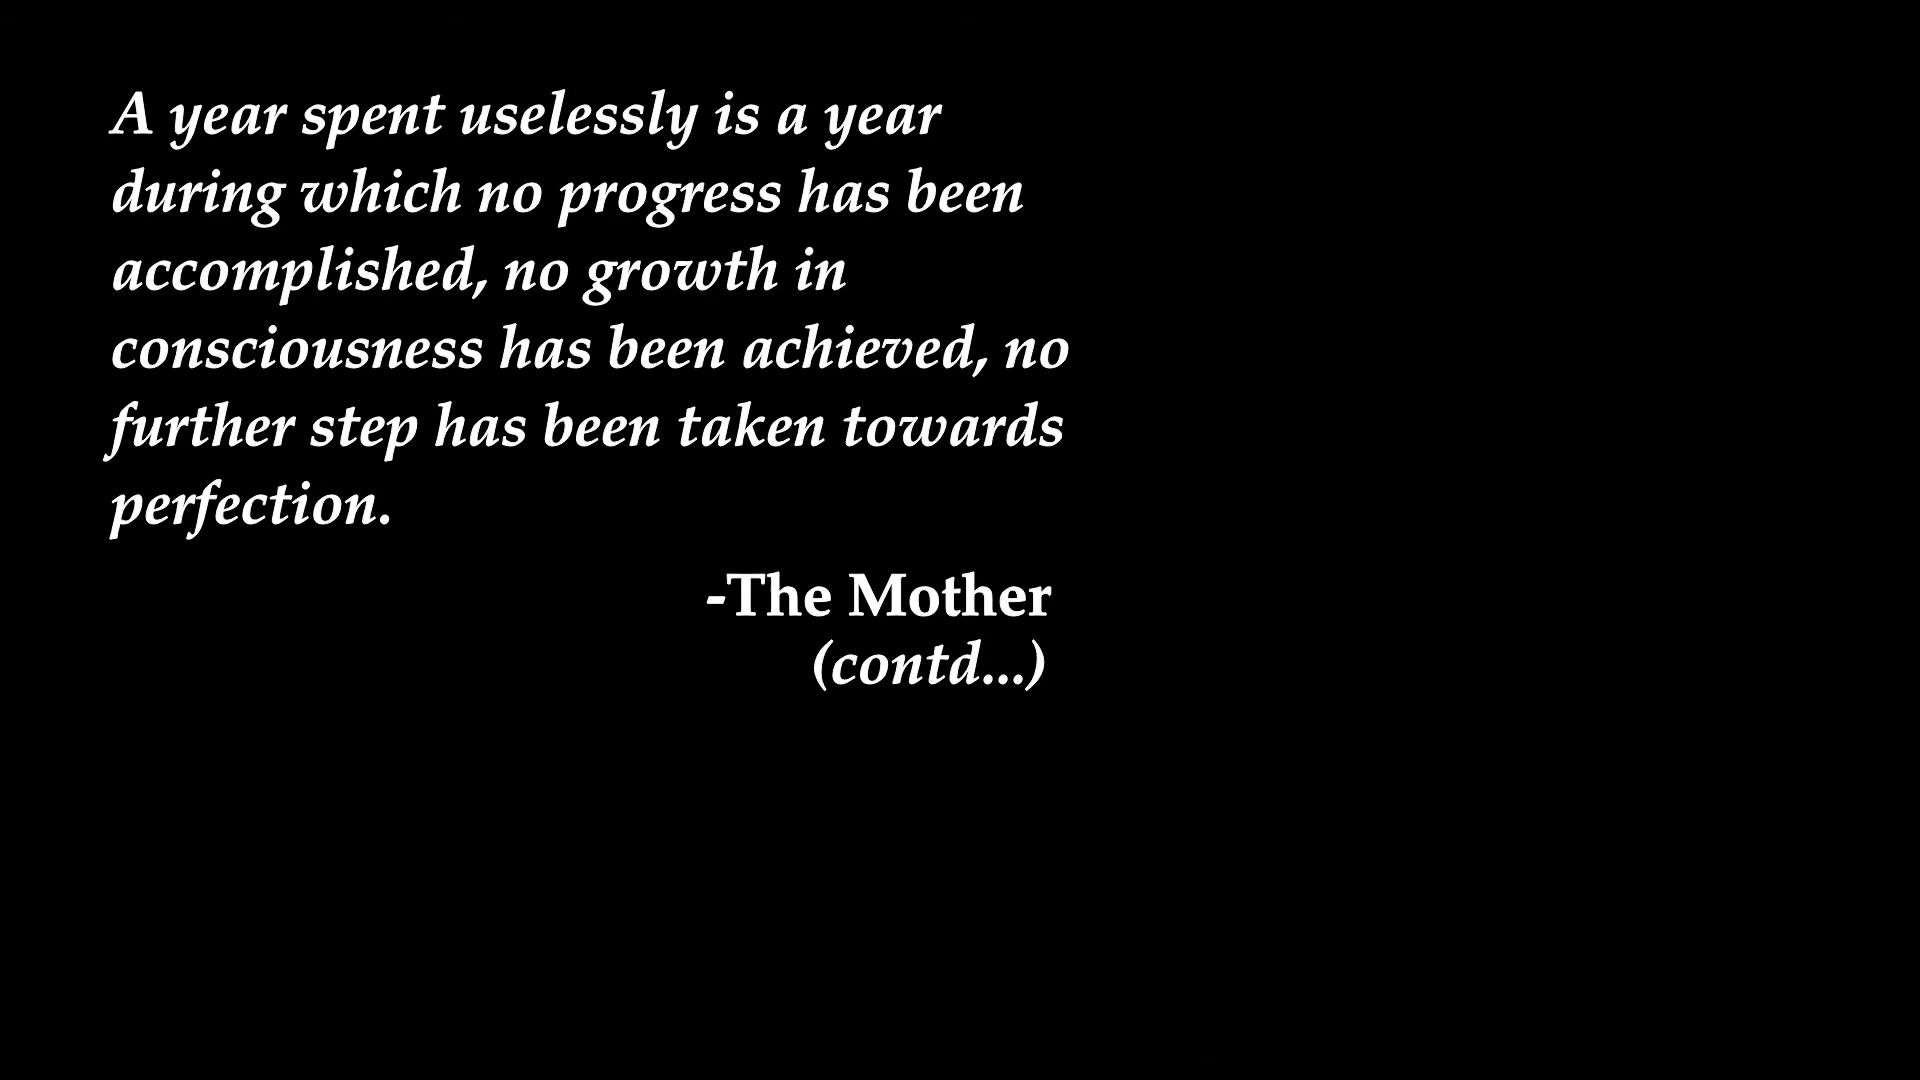 A year spent uselessly is a year
during which no progress has been
accomplished, no growth in
consciousness has been achieved, no
further step has been taken towards
perfection.
-The Mother
(contd...)